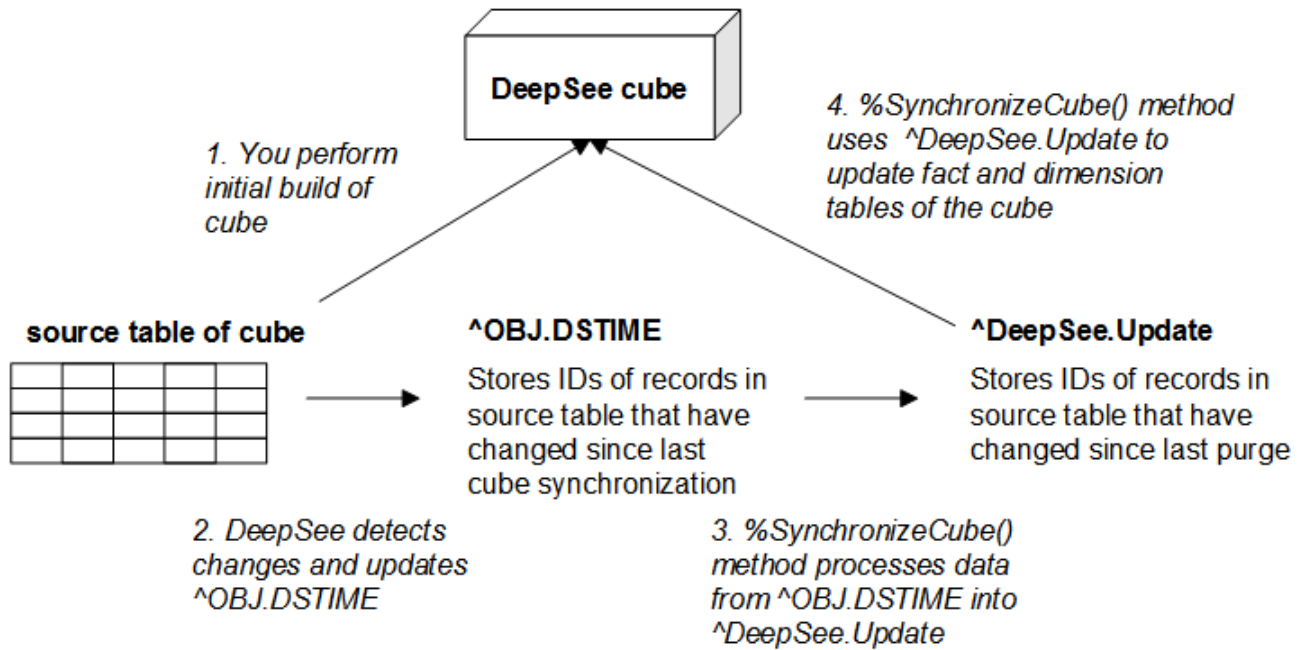 DeepSee cube
1. You perform
initial build of
cube
4. %SynchronizeCube() method
uses ^DeepSee.Update to
update fact and dimension
tables of the cube
source table of cube
^OBJ.DSTIME
Stores IDs of records in
source table that have
changed since last
cube synchronization
^DeepSee.Update
Stores IDs of records in
source table that have
changed since last purge
2. DeepSee detects
changes and updates
^OBJ.DSTIME
3. %SynchronizeCube()
method processes data
from ^OBJ.DSTIME into
^DeepSee.Update